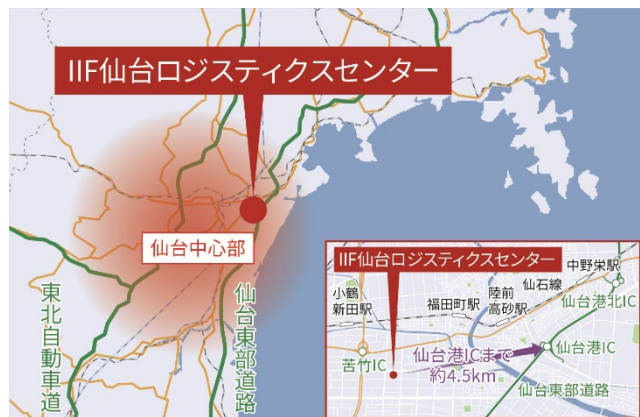 IIF仙台ロジスティクスセンター
仙台中心部
東北自動車道
仙台東部道路
IIF仙台ロジスティクスセンター
中野栄駅
仙石線
小鶴
新田駅
福田町駅
陸前
高砂駅
仙台港北IC
苦竹IC
仙台港ICまで
約4.5km
仙台港IC
仙台東部道路